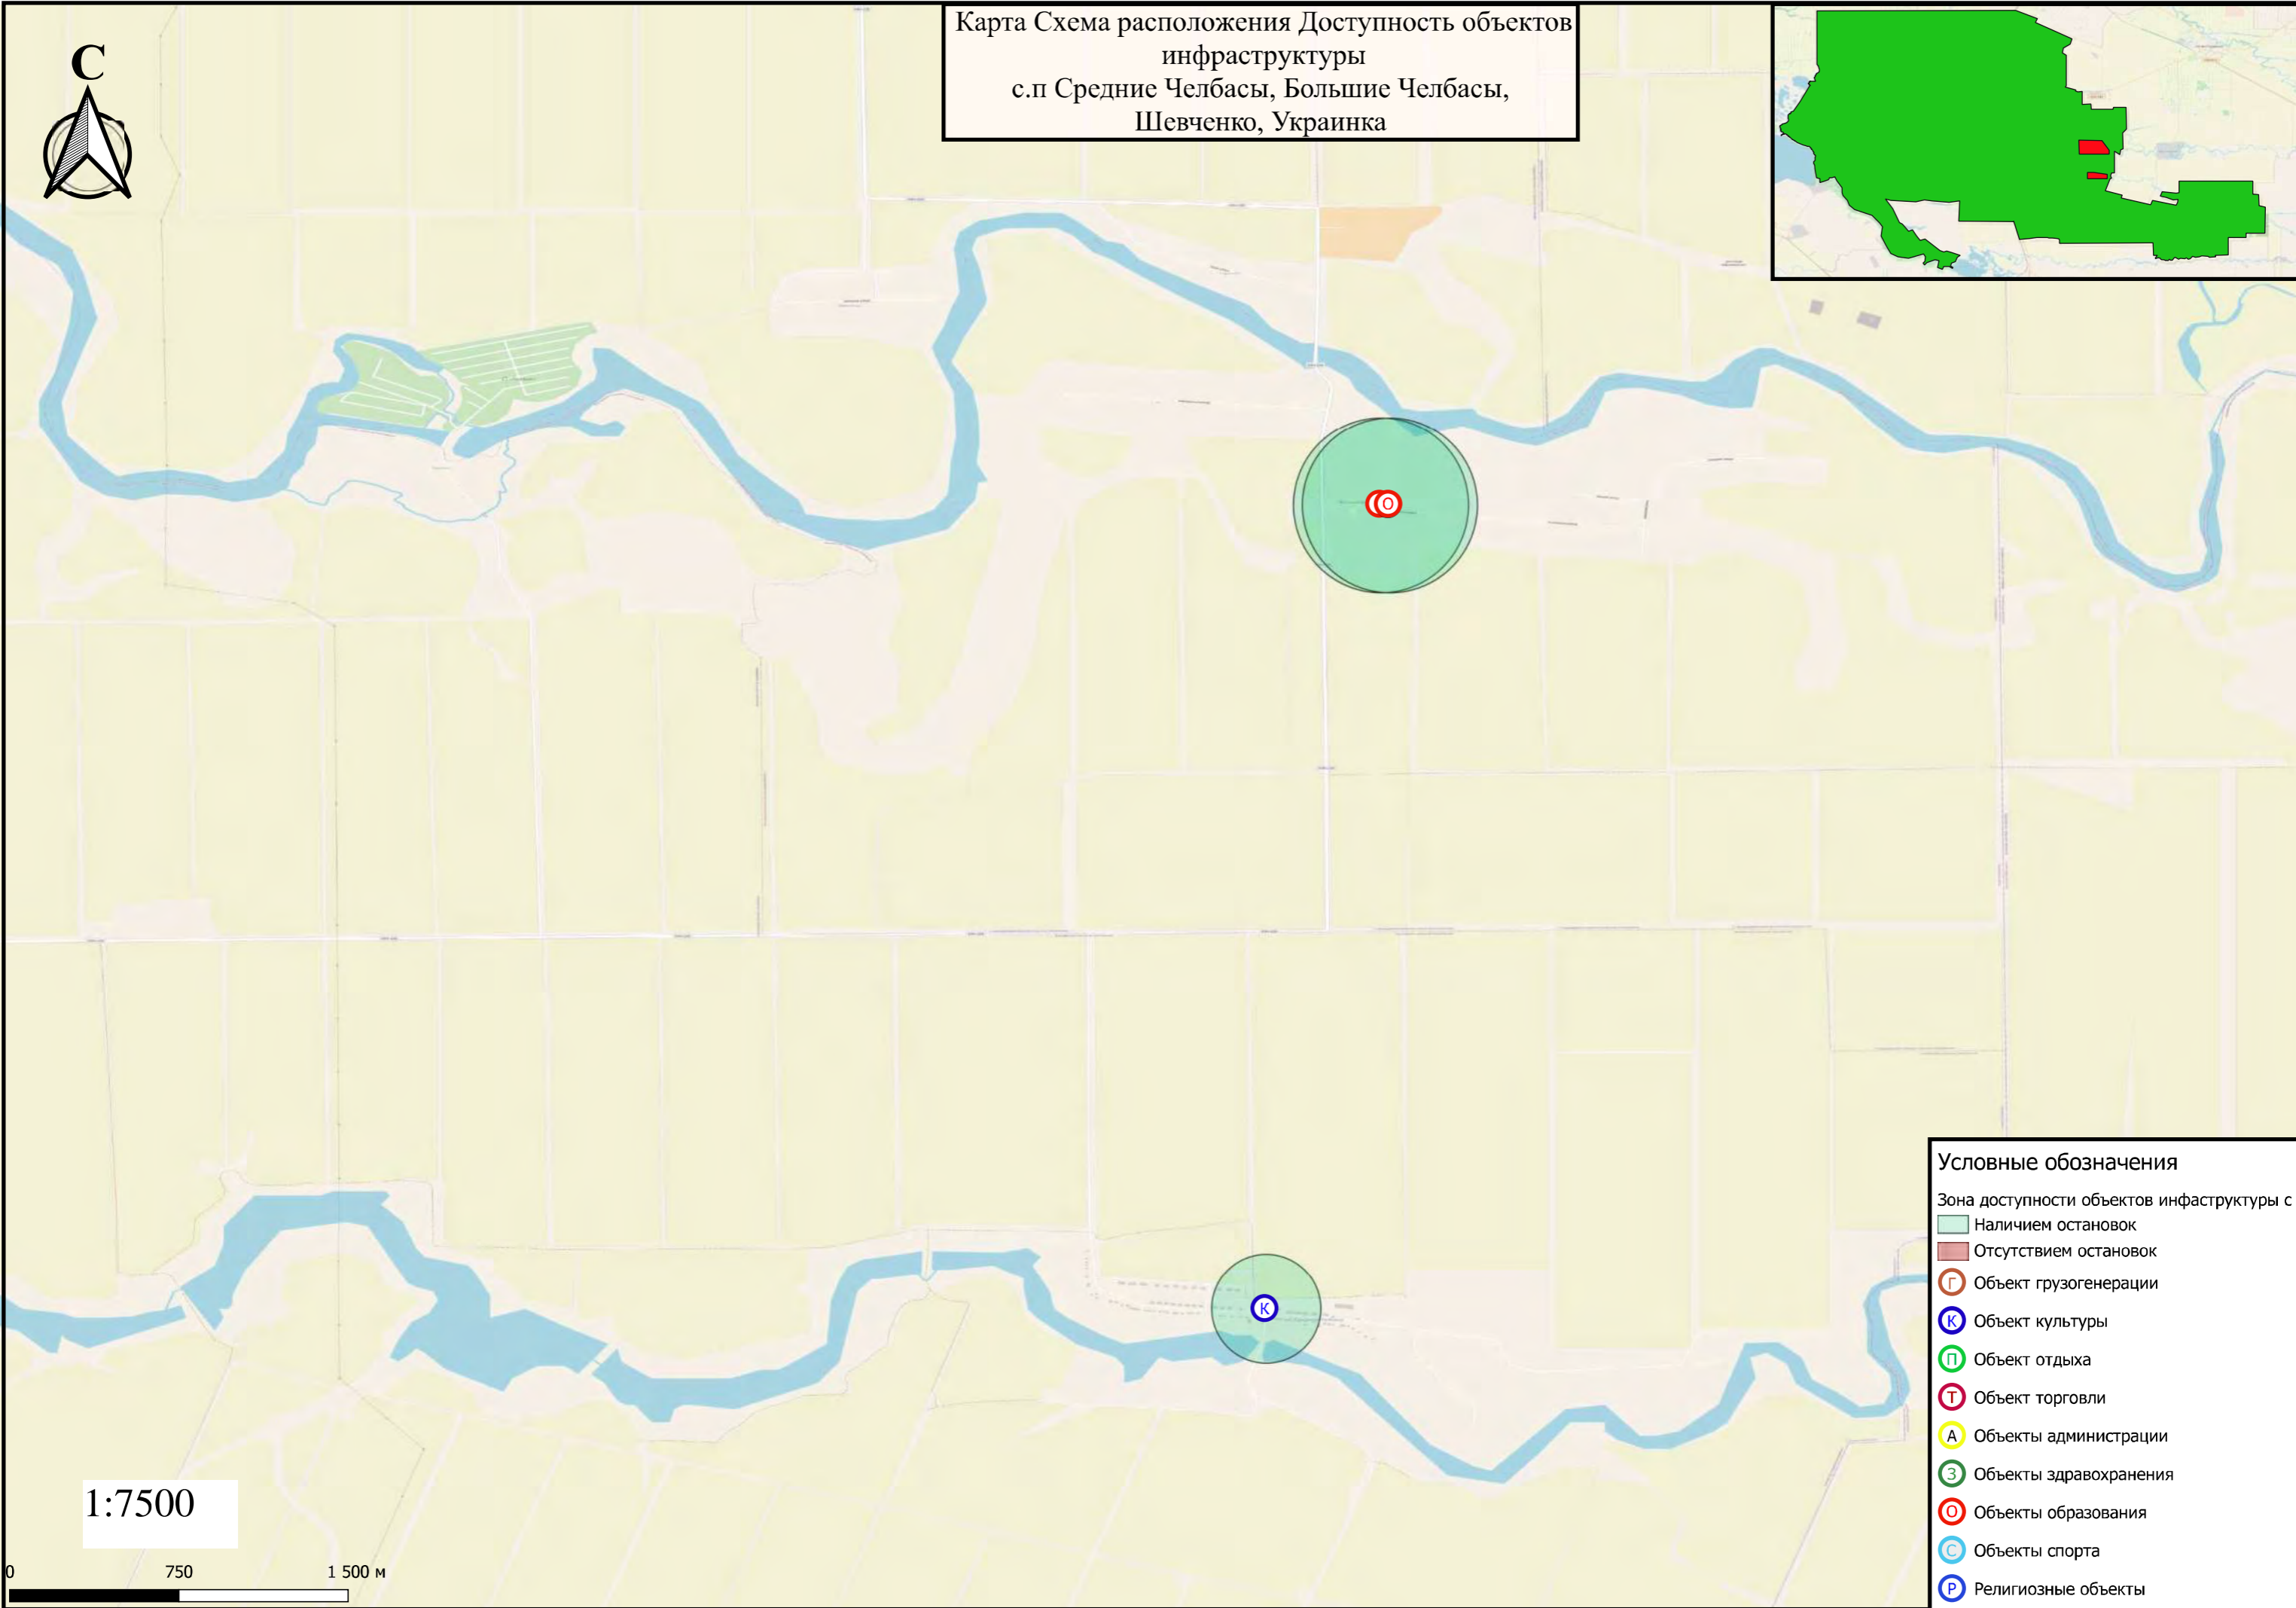 Карта Схема расположения Доступность объектов
инфраструктуры
с.п Средние Челбасы, Большие Челбасы,
Шевченко, Украинка
С
О
К
Условные обозначения
Зона доступности объектов инфаструктуры с
Наличием остановок
Отсутствием остановок
Г Объект грузогенерации
К Объект культуры
П Объект отдыха
Т Объект торговли
А Объекты администрации
З Объекты здравохранения
О Объекты образования
С Объекты спорта
Р Религиозные объекты
1:7500
0 750 1 500 м